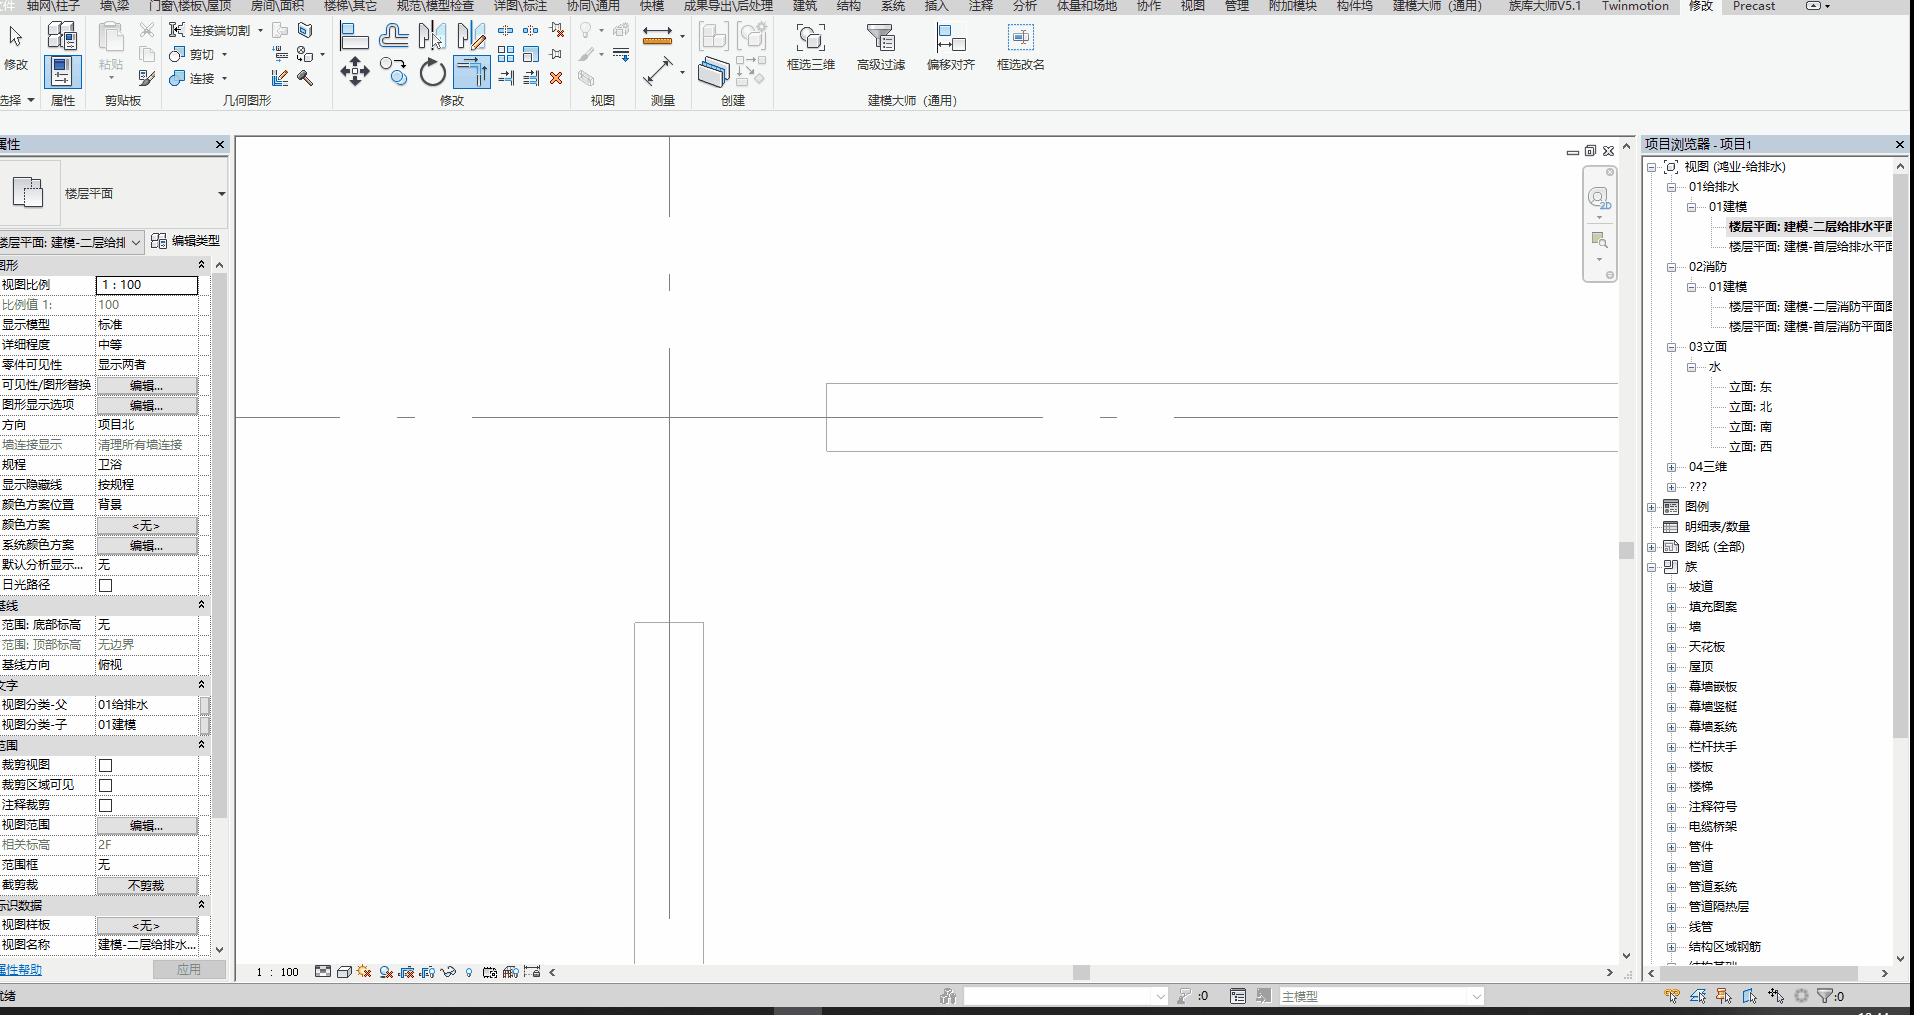 轴网\柱子 墙\梁 门窗\楼板\屋顶 房间\面积 楼梯\其它 规范\模型检查 详图\标注 协同\通用 快模 成果导出\后处理 建筑 结构 系统 插入 注释 分析 体量和场地 协作 视图 管理 附加模块 构件坞 建模大师 (通用) 族库大师V5.1 Twinmotion 修改 Precast
修改 粘贴 连接端切割 剪切 连接 框选三维 高级过滤 偏移对齐 框选改名
选择 属性 剪贴板 几何图形 修改 视图 测量 创建 建模大师 (通用)
属性
楼层平面
楼层平面: 建模-二层给排 编辑类型
图形
视图比例 1 : 100
比例值 1: 100
显示模型 标准
详细程度 中等
零件可见性 显示两者
可见性/图形替换 编辑...
图形显示选项 编辑...
方向 项目北
墙连接显示 清理所有墙连接
规程 卫浴
显示隐藏线 按规程
颜色方案位置 背景
颜色方案 <无>
系统颜色方案 编辑...
默认分析显示... 无
日光路径
基线
范围: 底部标高 无
范围: 顶部标高 无边界
基线方向 俯视
文字
视图分类-父 01给排水
视图分类-子 01建模
范围
裁剪视图
裁剪区域可见
注释裁剪
视图范围 编辑...
相关标高 2F
范围框 无
截剪裁 不剪裁
标识数据
视图样板 <无>
视图名称 建模-二层给排水...
属性帮助 应用
2D
1 : 100
就绪
:0 主模型 :0
项目浏览器 - 项目1
视图 (鸿业-给排水)
01给排水
01建模
楼层平面: 建模-二层给排水平面
楼层平面: 建模-首层给排水平面
02消防
01建模
楼层平面: 建模-二层消防平面图
楼层平面: 建模-首层消防平面图
03立面
水
立面: 东
立面: 北
立面: 南
立面: 西
04三维
???
图例
明细表/数量
图纸 (全部)
族
坡道
填充图案
墙
天花板
屋顶
幕墙嵌板
幕墙竖梃
幕墙系统
栏杆扶手
楼板
楼梯
注释符号
电缆桥架
管件
管道
管道系统
管道隔热层
线管
结构区域钢筋